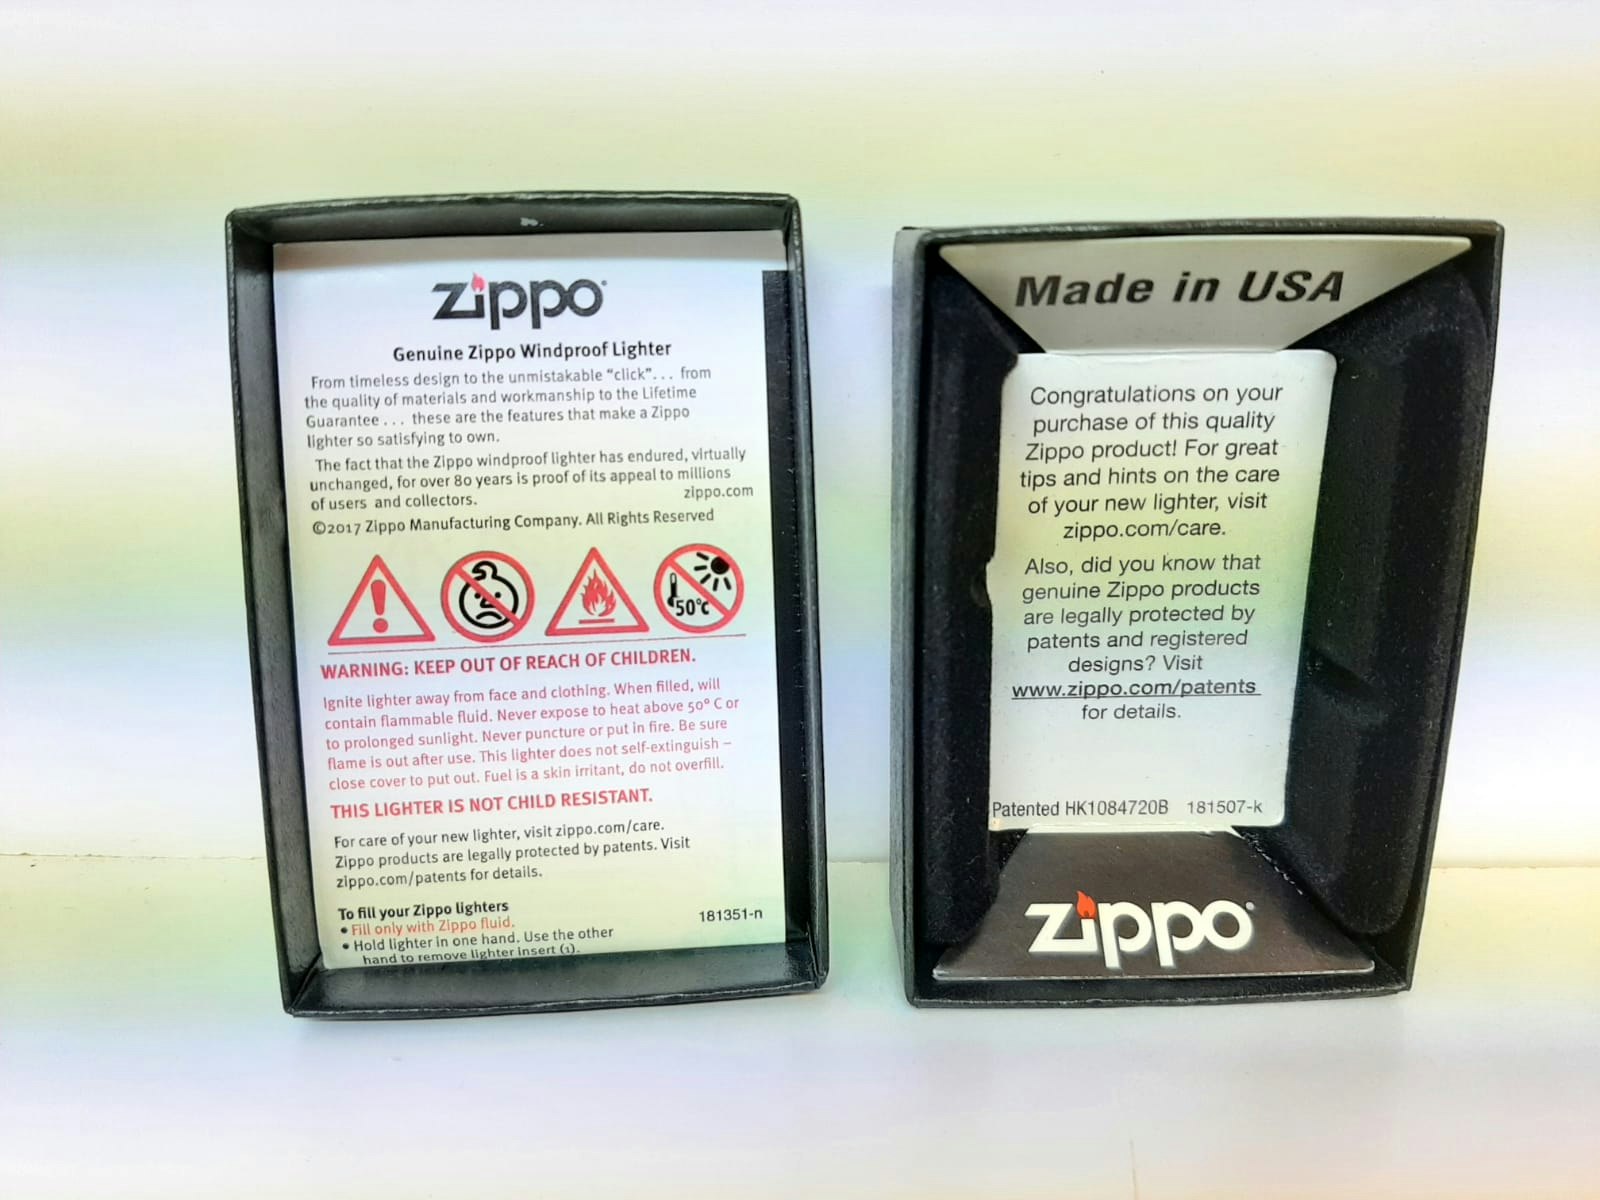 zippo
Genuine Zippo Windproof Lighter
From timeless design to the unmistakable “click”... from
the quality of materials and workmanship to the Lifetime
Guarantee... these are the features that make a Zippo
lighter so satisfying to own.
The fact that the Zippo windproof lighter has endured, virtually
unchanged, for over 80 years is proof of its appeal to millions
of users and collectors.
zippo.com
©2017 Zippo Manufacturing Company. All Rights Reserved
50°C
WARNING: KEEP OUT OF REACH OF CHILDREN.
Ignite lighter away from face and clothing. When filled, will
contain flammable fluid. Never expose to heat above 50° C or
to prolonged sunlight. Never puncture or put in fire. Be sure
flame is out after use. This lighter does not self-extinguish –
close cover to put out. Fuel is a skin irritant, do not overfill.
THIS LIGHTER IS NOT CHILD RESISTANT.
For care of your new lighter, visit zippo.com/care.
Zippo products are legally protected by patents. Visit
zippo.com/patents for details.
To fill your Zippo lighters
• Fill only with Zippo fluid.
• Hold lighter in one hand. Use the other
hand to remove lighter insert (1).
181351-n
Made in USA
Congratulations on your
purchase of this quality
Zippo product! For great
tips and hints on the care
of your new lighter, visit
zippo.com/care.
Also, did you know that
genuine Zippo products
are legally protected by
patents and registered
designs? Visit
www.zippo.com/patents
for details.
Patented HK1084720B 181507-k
zippo